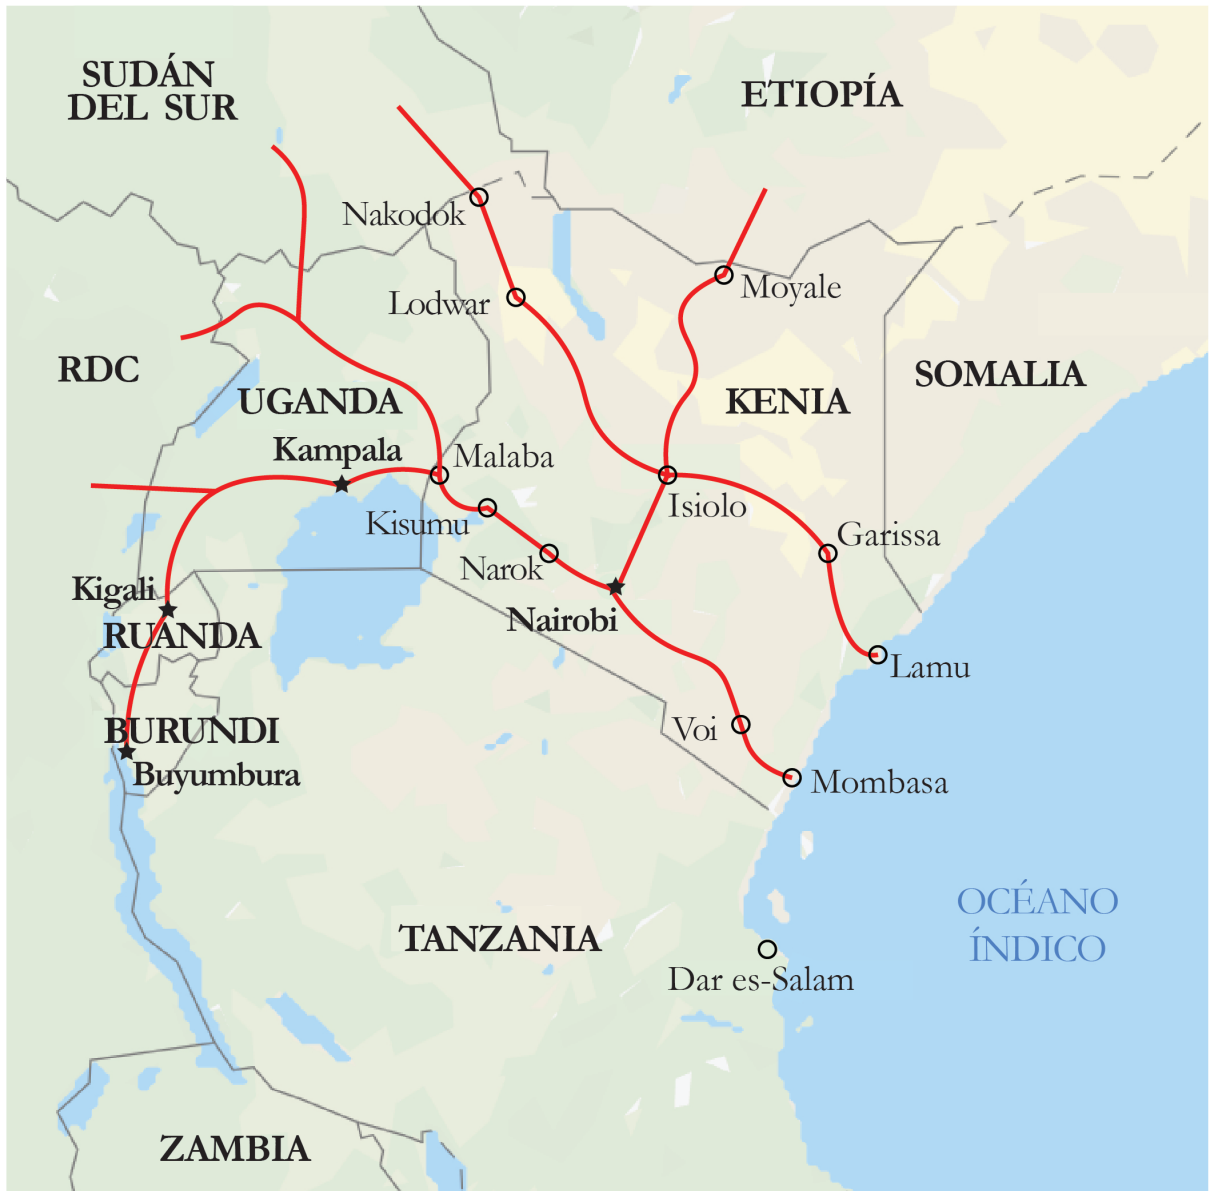 SUDÁN
DEL SUR
ETIOPÍA
Nakodok
Moyale
Lodwar
RDC
SOMALIA
UGANDA
KENIA
Kampala
Malaba
Isiolo
Kisumu
Garissa
Narok
Kigali
Nairobi
RUANDA
Lamu
Voi
BURUNDI
Buyumbura
Mombasa
OCÉANO
ÍNDICO
TANZANIA
Dar es-Salam
ZAMBIA